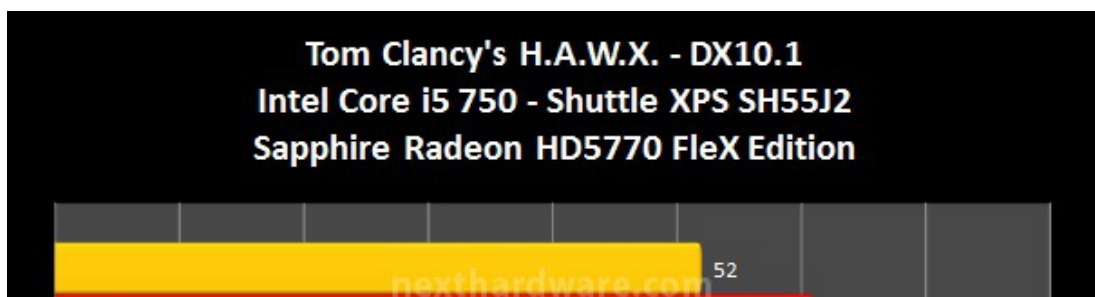 Tom Clancy's H.A.W.X. - DX10.1
Intel Core i5 750 - Shuttle XPS SH55J2
Sapphire Radeon HD5770 FleX Edition
52
nexthardware.com